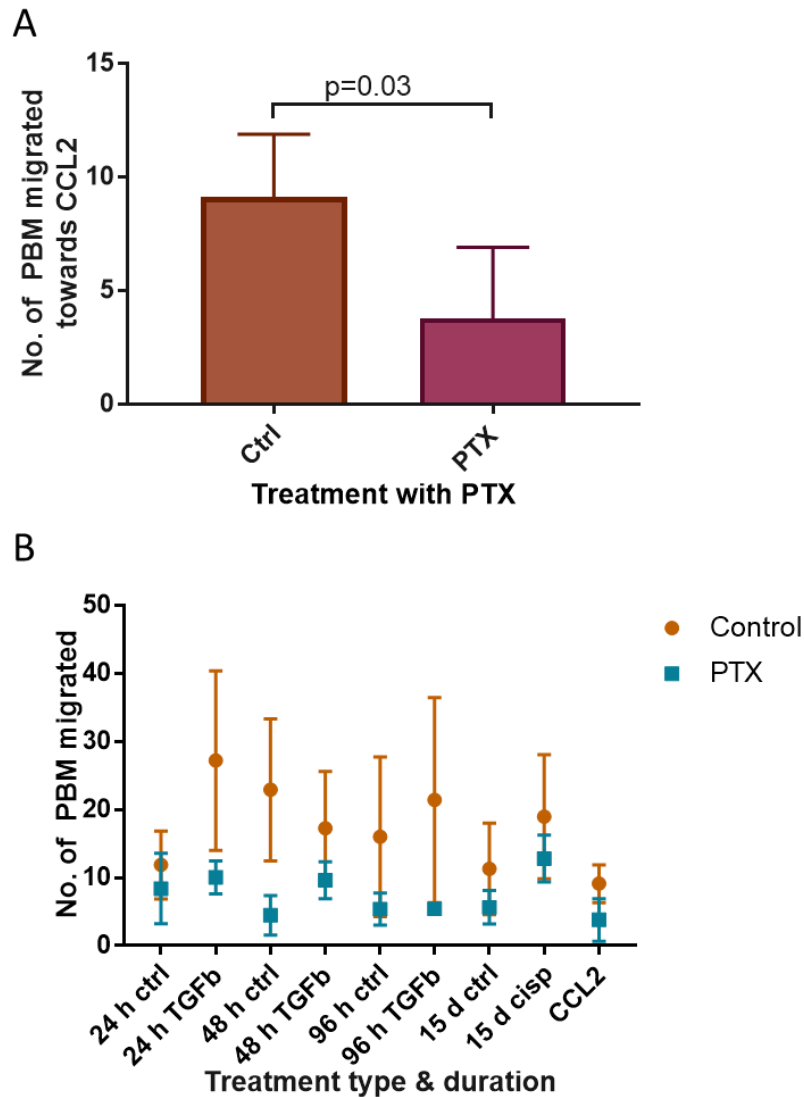 A
15
p=0.03
10
5
0
No. of PBM migrated
towards CCL2
Ctrl
PTX
Treatment with PTX
B
50
40
30
20
10
0
No. of PBM migrated
Control
PTX
24 h ctrl
24 h TGFb
48 h ctrl
48 h TGFb
96 h ctrl
96 h TGFb
15 d ctrl
15 d cisp
CCL2
Treatment type & duration